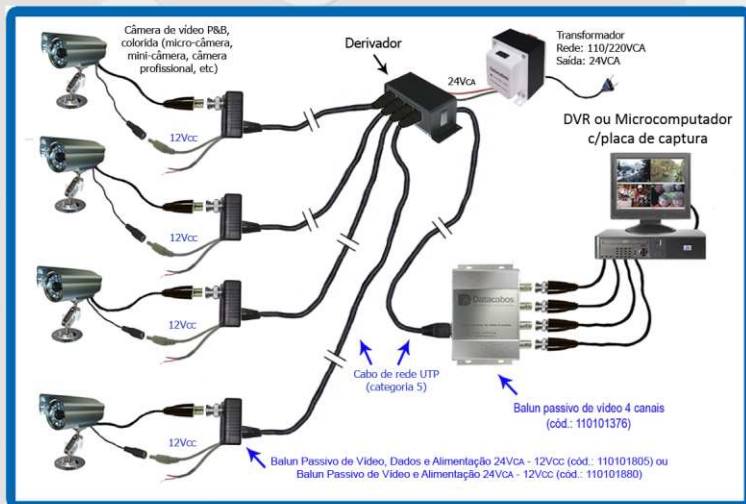 Câmera de vídeo P&B,
colorida (micro-câmera,
mini-câmera, câmera
profissional, etc)
Derivador
Transformador
Rede: 110/220VCA
Saída: 24VCA
24VCA
DVR ou Microcomputador
c/placa de captura
12Vcc
12Vcc
12Vcc
12Vcc
Datacabos
Cabo de rede UTP
(categoria 5)
Balun passivo de vídeo 4 canais
(cód.: 110101376)
Balun Passivo de Vídeo, Dados e Alimentação 24VCA - 12VCC (cód.: 110101805) ou
Balun Passivo de Vídeo e Alimentação 24VCA - 12VCC (cód.: 110101880)